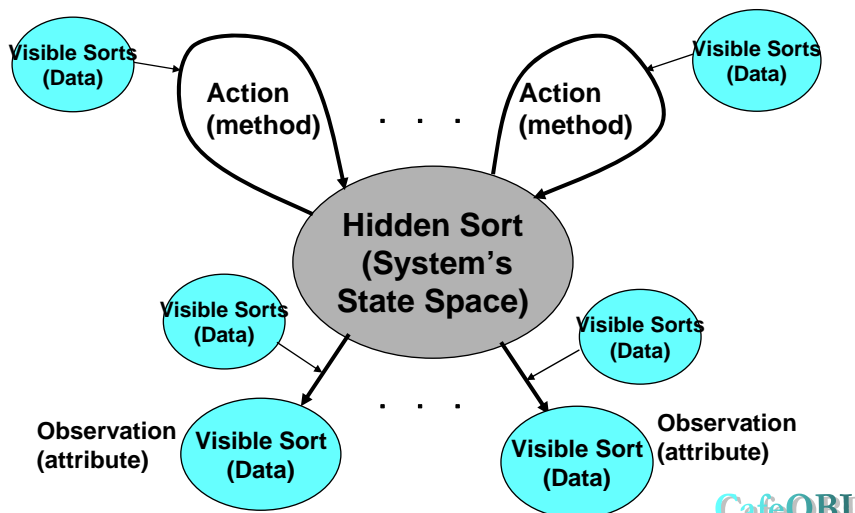 Visible Sorts
(Data)
Action
(method)
. . .
Action
(method)
Visible Sorts
(Data)
Hidden Sort
(System's
State Space)
Visible Sorts
(Data)
Visible Sorts
(Data)
. . .
Observation
(attribute)
Visible Sort
(Data)
Visible Sort
(Data)
Observation
(attribute)
CafeOBJ